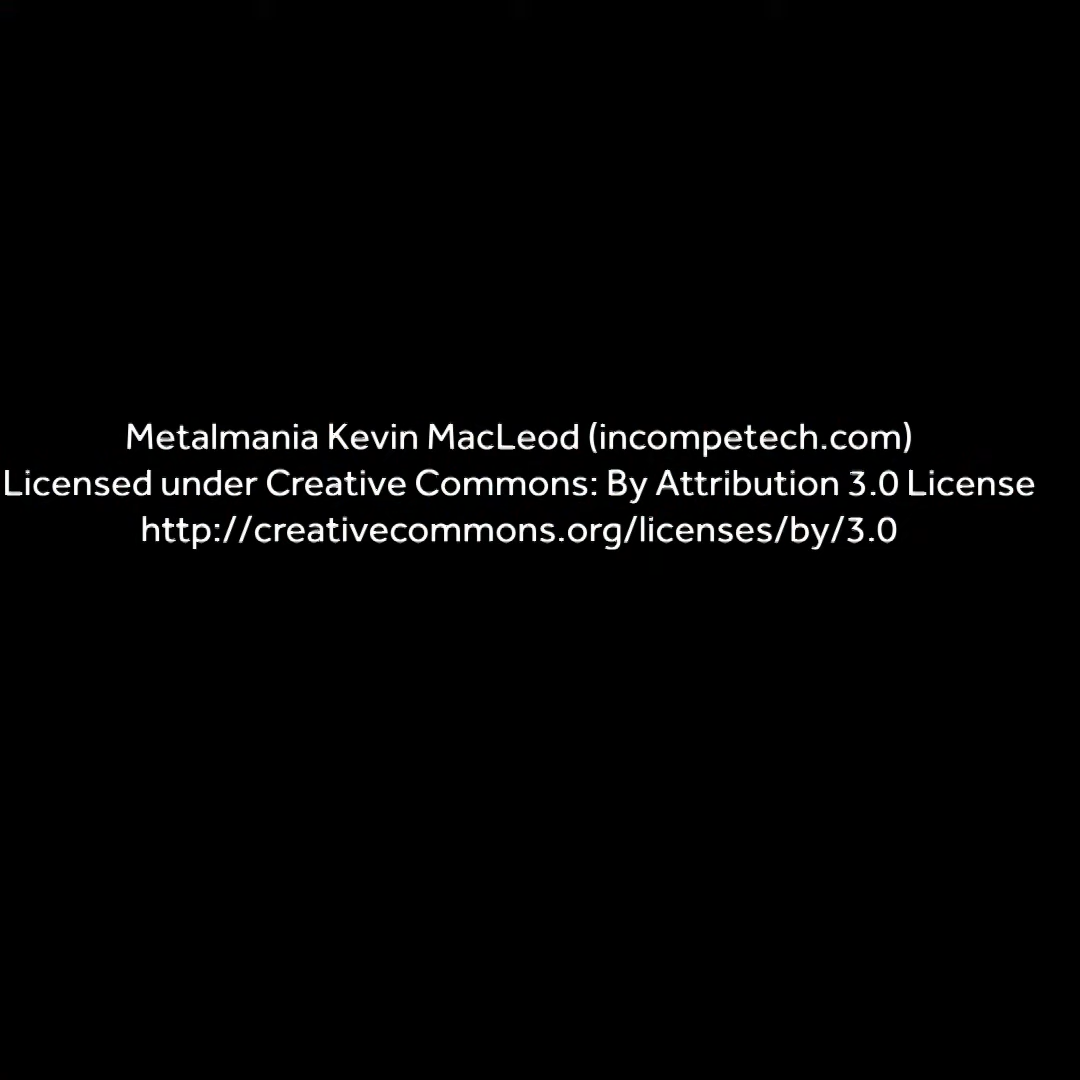 Metalmania Kevin MacLeod (incompetech.com)
Licensed under Creative Commons: By Attribution 3.0 License
http://creativecommons.org/licenses/by/3.0